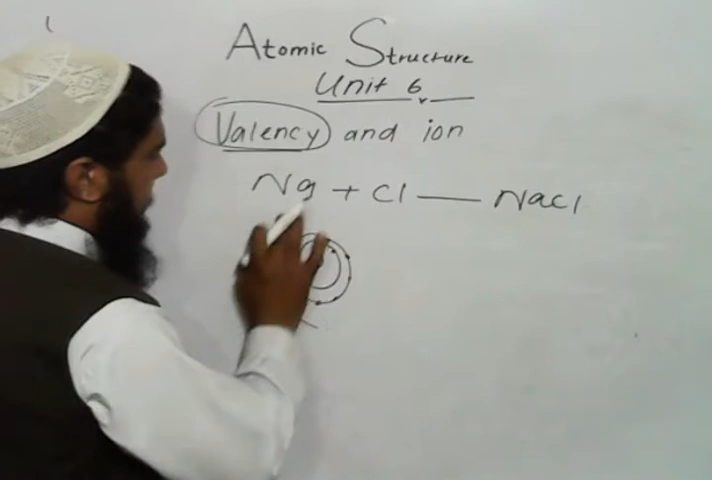 Atomic Structure
Unit 6
Valency and ion
Na + Cl — NaCl